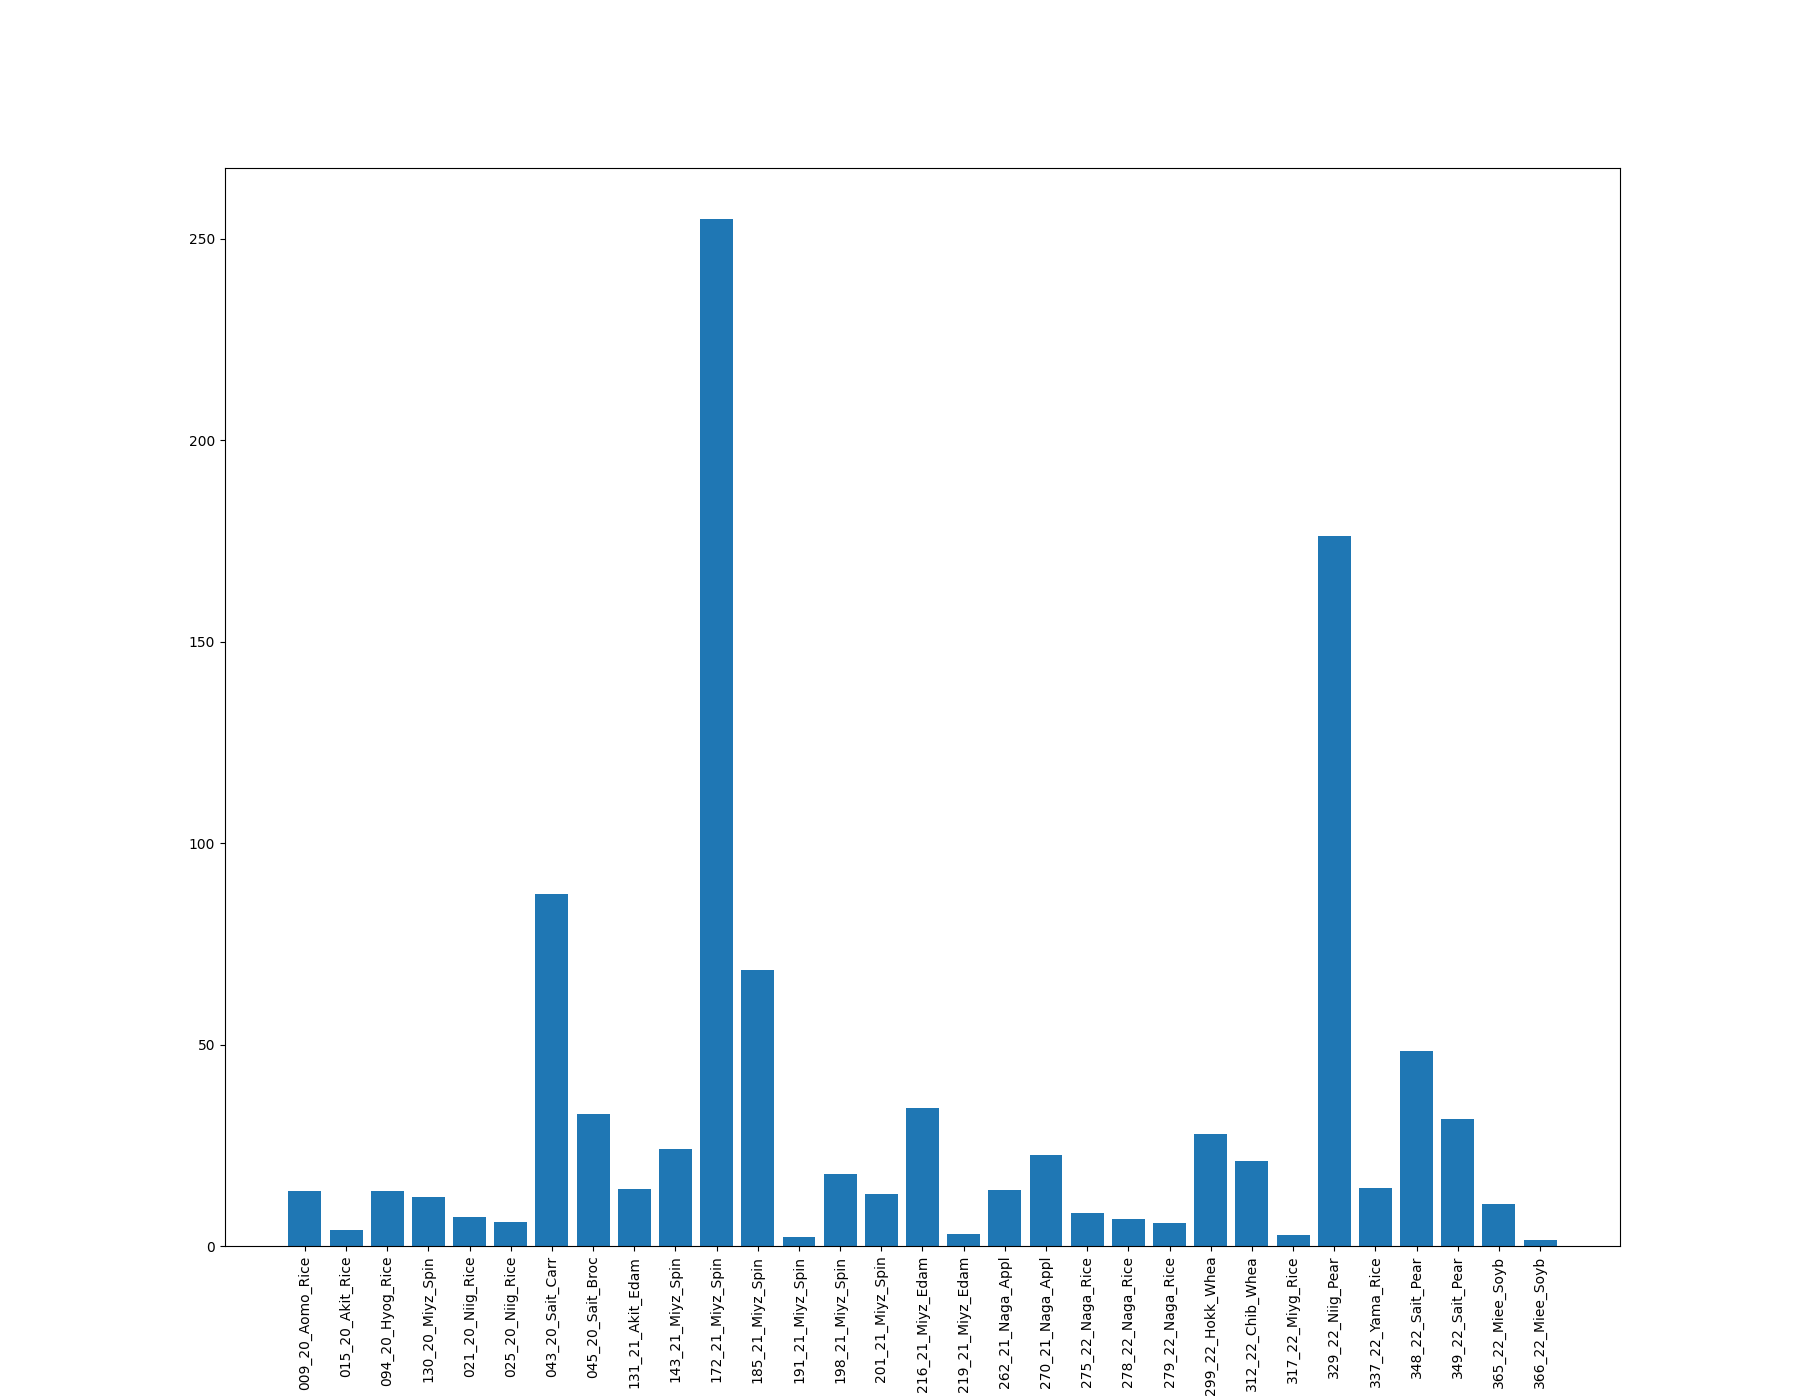 250
200
150
100
50
0
009_20_Aomo_Rice
015_20_Akit_Rice
094_20_Hyog_Rice
130_20_Miyz_Spin
021_20_Niig_Rice
025_20_Niig_Rice
043_20_Sait_Carr
045_20_Sait_Broc
131_21_Akit_Edam
143_21_Miyz_Spin
172_21_Miyz_Spin
185_21_Miyz_Spin
191_21_Miyz_Spin
198_21_Miyz_Spin
201_21_Miyz_Spin
216_21_Miyz_Edam
219_21_Miyz_Edam
262_21_Naga_Appl
270_21_Naga_Appl
275_22_Naga_Rice
278_22_Naga_Rice
279_22_Naga_Rice
299_22_Hokk_Whea
312_22_Chib_Whea
317_22_Miyg_Rice
329_22_Niig_Pear
337_22_Yama_Rice
348_22_Sait_Pear
349_22_Sait_Pear
365_22_Miee_Soyb
366_22_Miee_Soyb